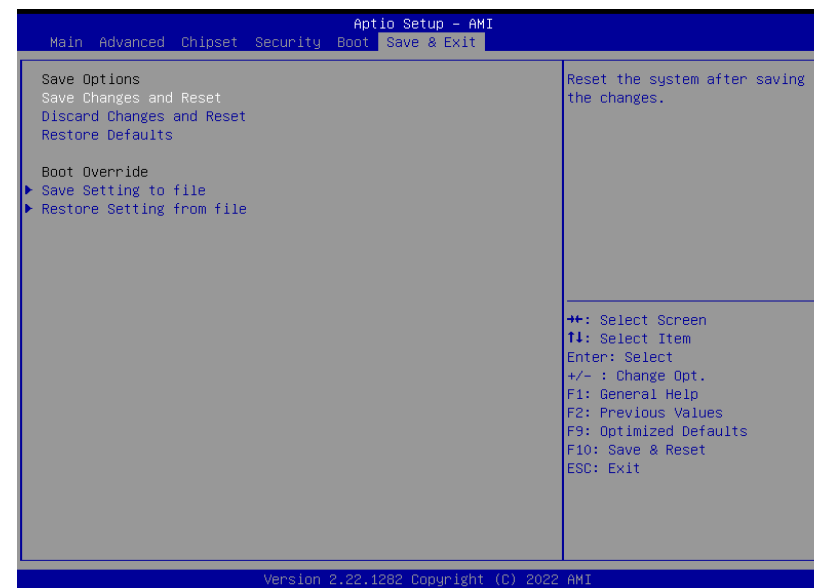 Aptio Setup – AMI
Main Advanced Chipset Security Boot Save & Exit
Save Options
Save Changes and Reset
Discard Changes and Reset
Restore Defaults
Boot Override
▶ Save Setting to file
▶ Restore Setting from file
Reset the system after saving
the changes.
→←: Select Screen
↑↓: Select Item
Enter: Select
+/- : Change Opt.
F1: General Help
F2: Previous Values
F9: Optimized Defaults
F10: Save & Reset
ESC: Exit
Version 2.22.1282 Copyright (C) 2022 AMI